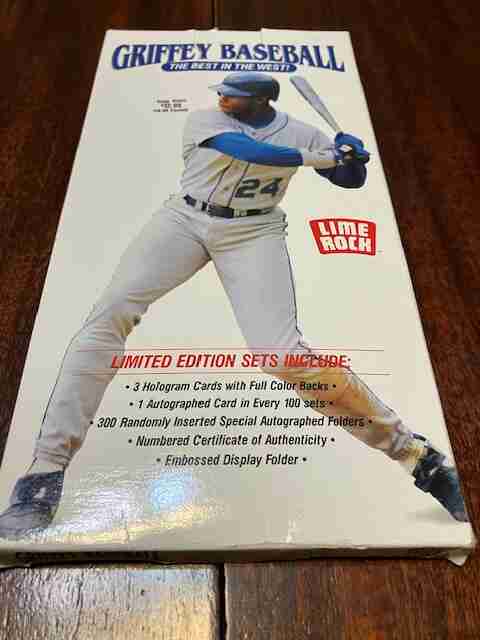 GRIFFEY BASEBALL
THE BEST IN THE WEST!
24
LIME
ROCK
LIMITED EDITION SETS INCLUDE:
• 3 Hologram Cards with Full Color Backs •
• 1 Autographed Card in Every 100 sets •
• 300 Randomly Inserted Special Autographed Folders •
• Numbered Certificate of Authenticity •
• Embossed Display Folder •
GRIFFEY BASEBALL